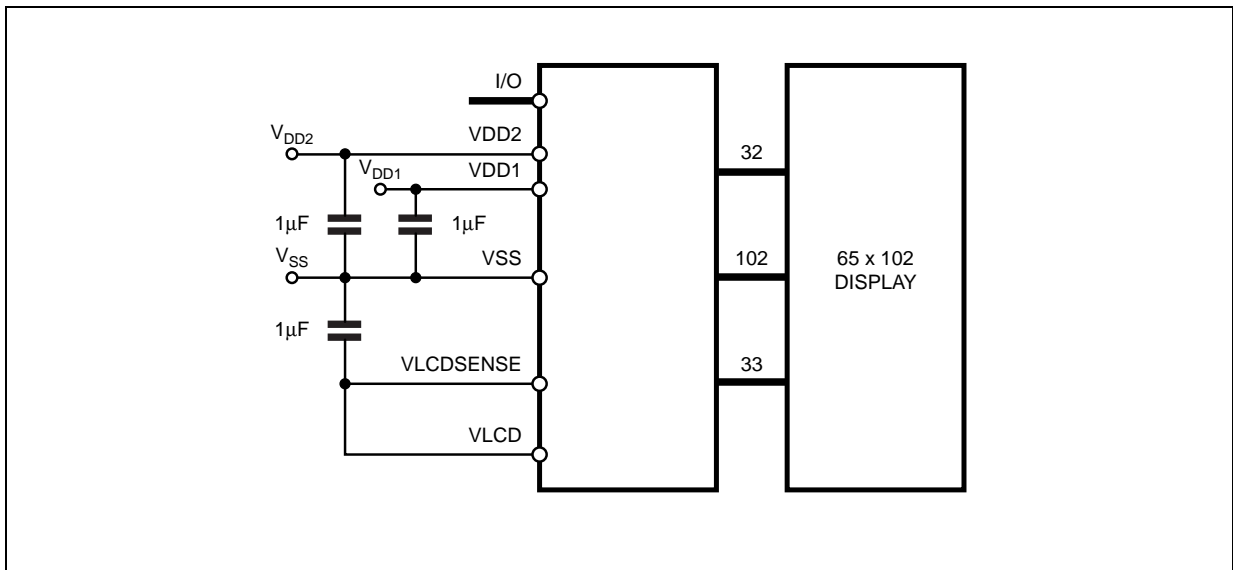 I/O
VDD2
VDD2
32
VDD1
VDD1
1μF
1μF
VSS
VSS
102
65 x 102
DISPLAY
1μF
VLCDSENSE
33
VLCD